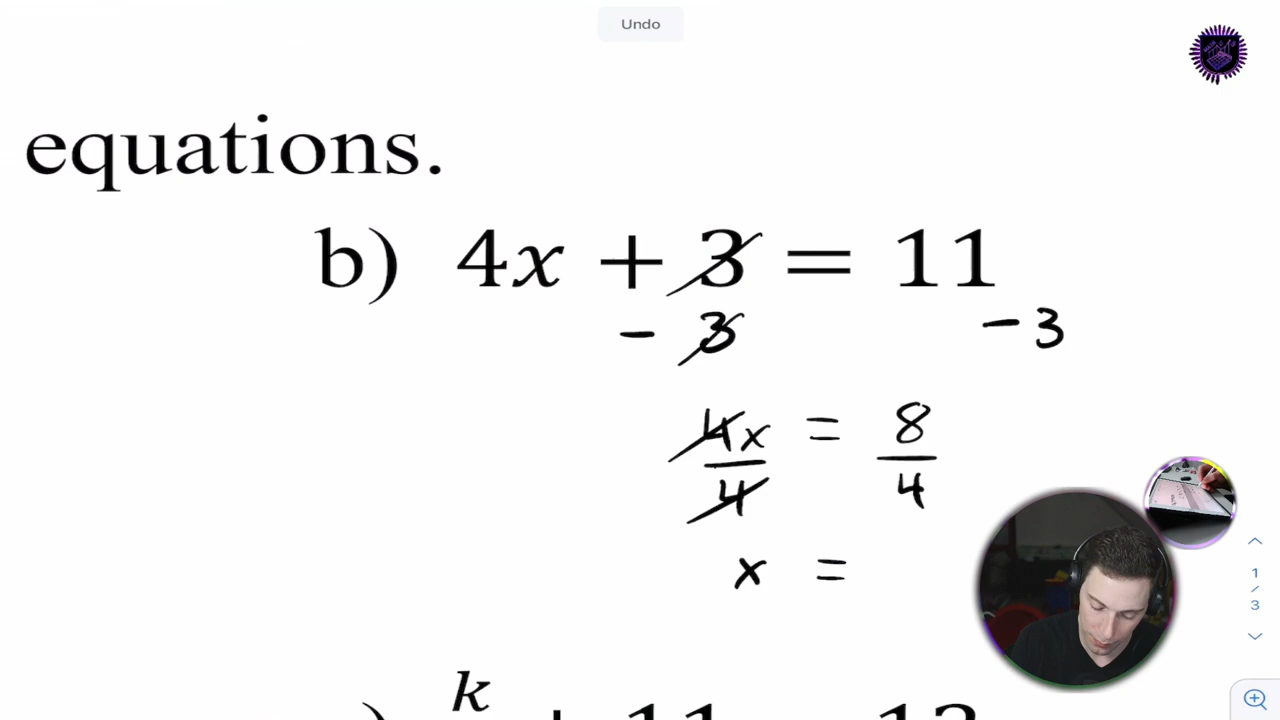 Undo
equations.
b) 4x + 3 = 11
- 3 - 3
4x/4 = 8/4
x =
1
/
3
k